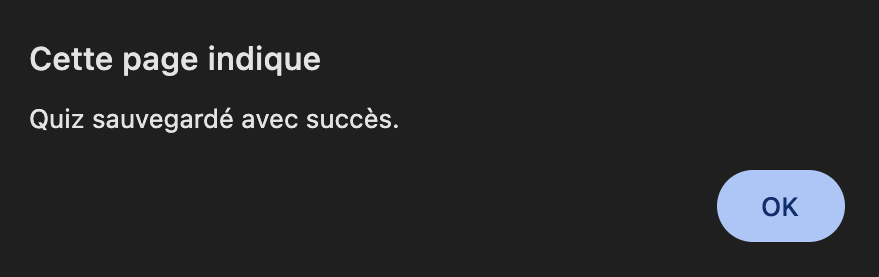 Cette page indique
Quiz sauvegardé avec succès.
OK